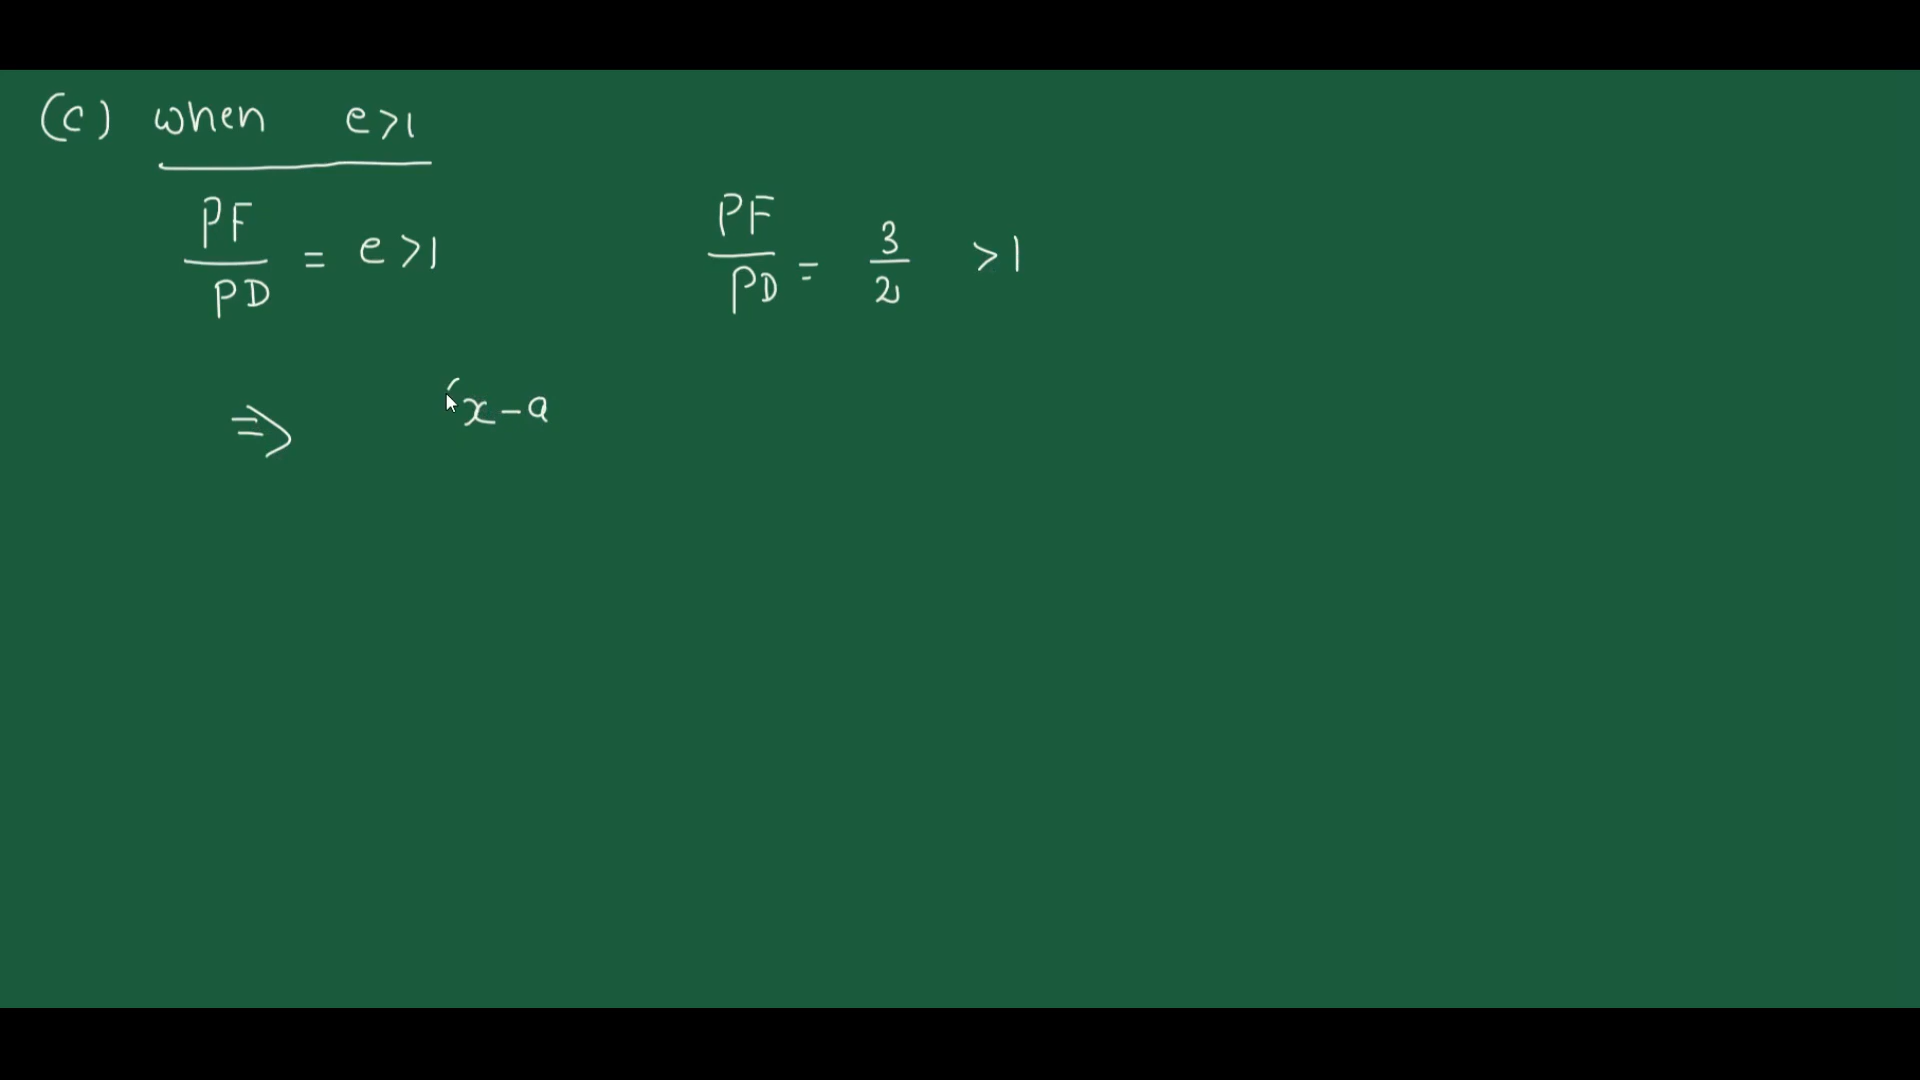 (c) when e>1
PF/PD = e>1 PF/PD = 3/2 >1
⇒ (x-a